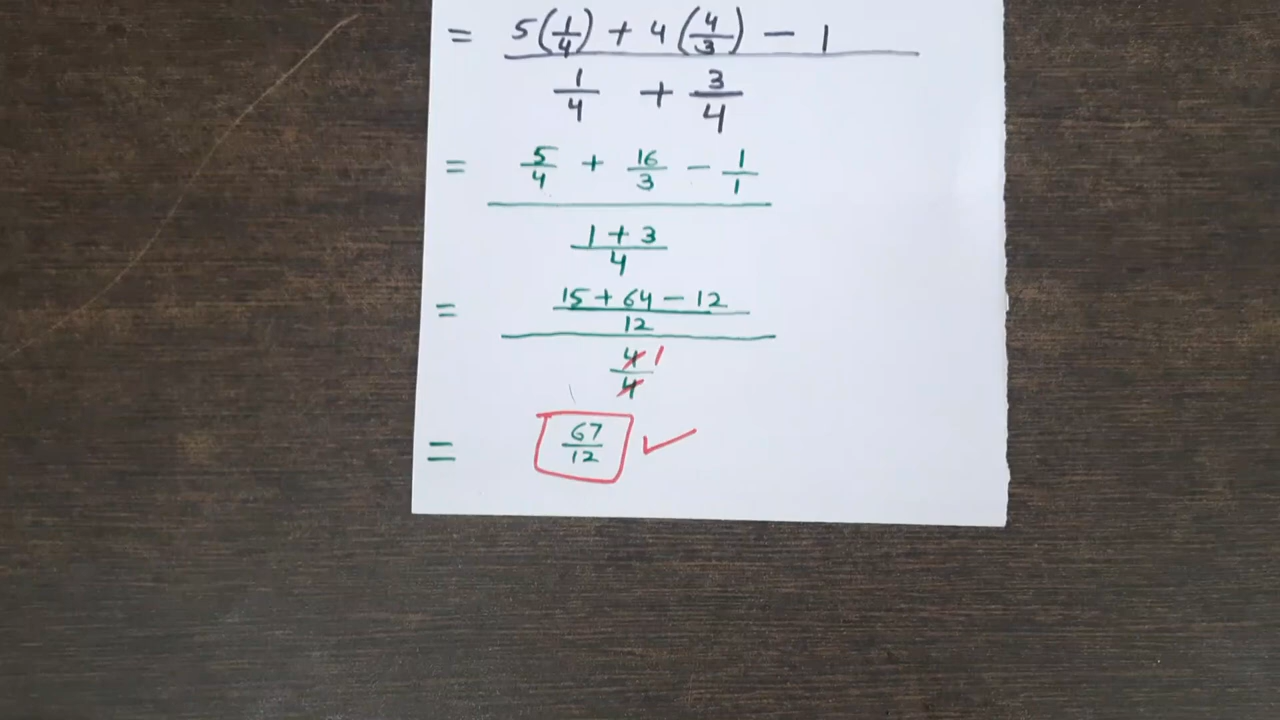 = 5(1/4) + 4(4/3) - 1
1/4 + 3/4
= 5/4 + 16/3 - 1/1
1 + 3
4
= 15 + 64 - 12
12
4 1
4
= 67/12 ✓